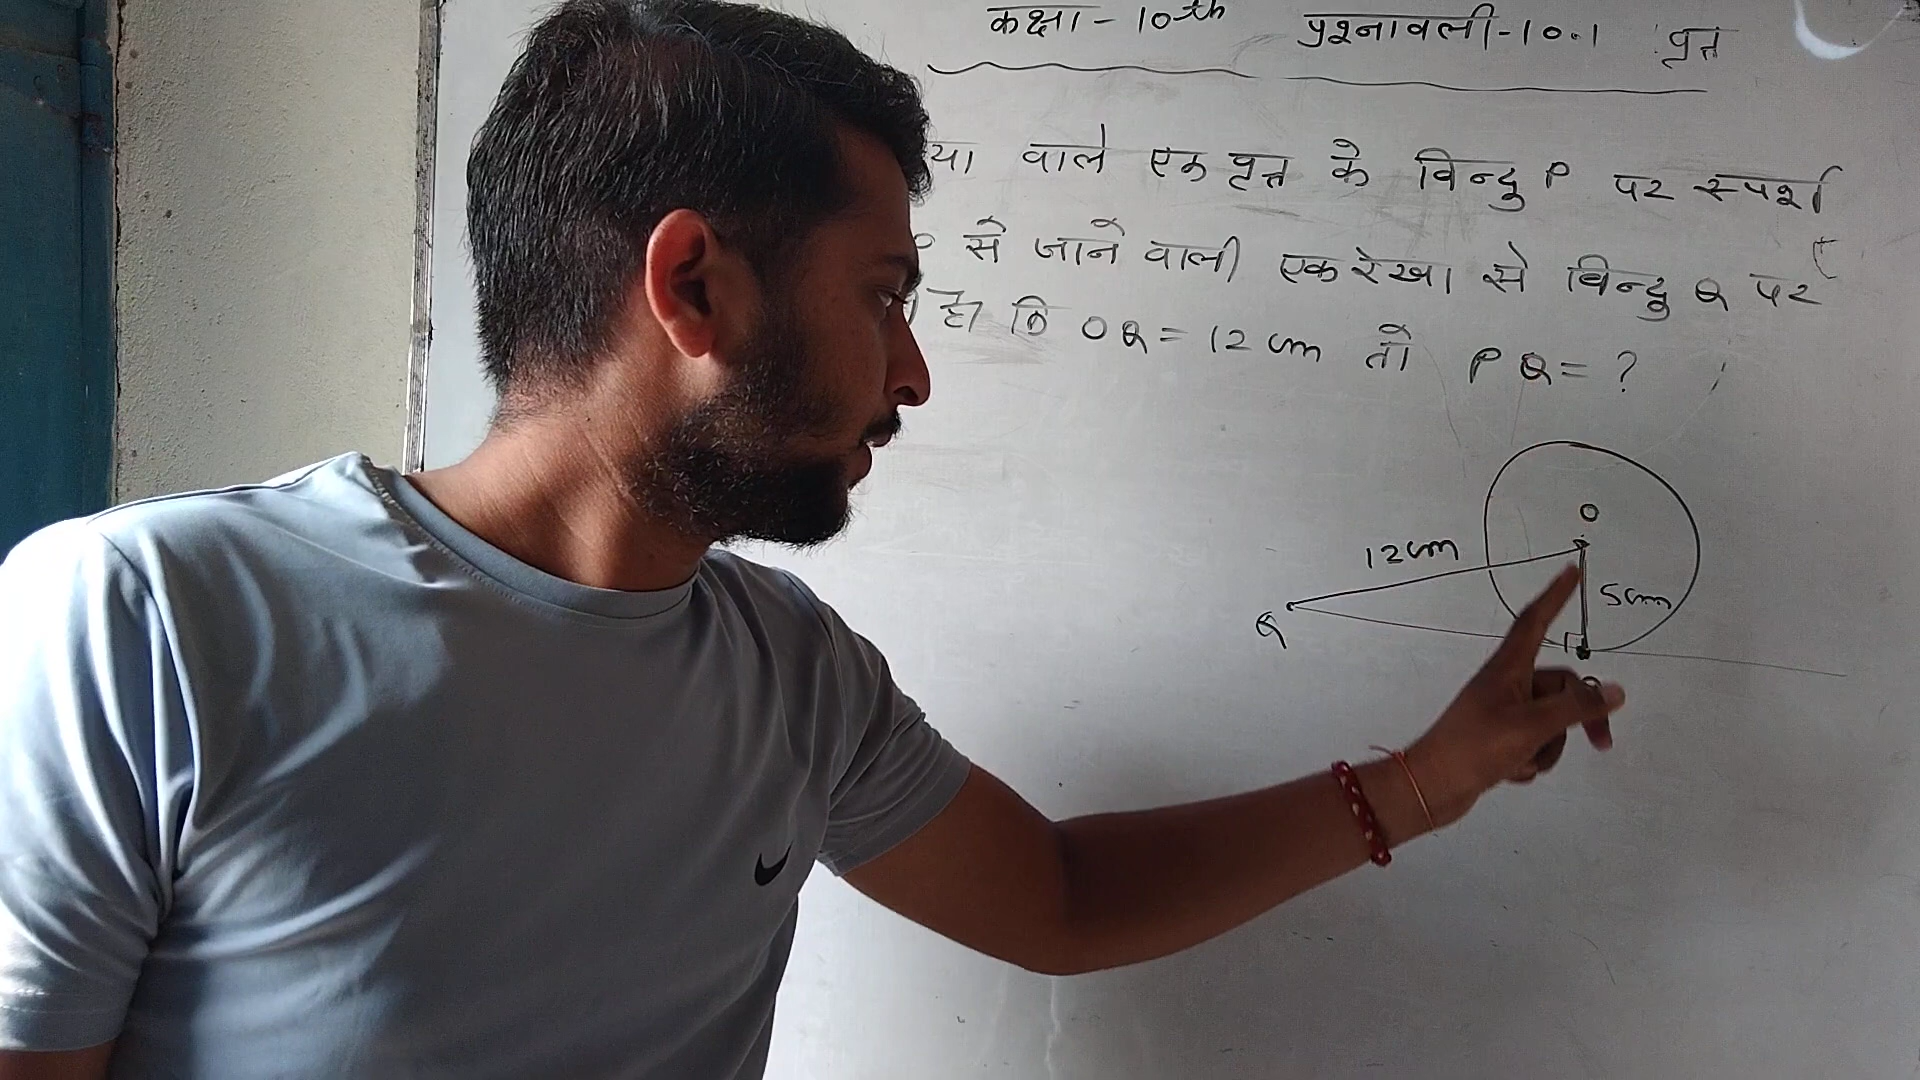 कक्षा - 10th प्रश्नावली - 10.1 वृत्त
या वाले एक वृत्त के विन्दु P पर स्पर्श
से जाने वाली एक रेखा से विन्दु Q पर
है। कि OQ = 12 cm तो PQ = ?
O
12cm
5cm
Q